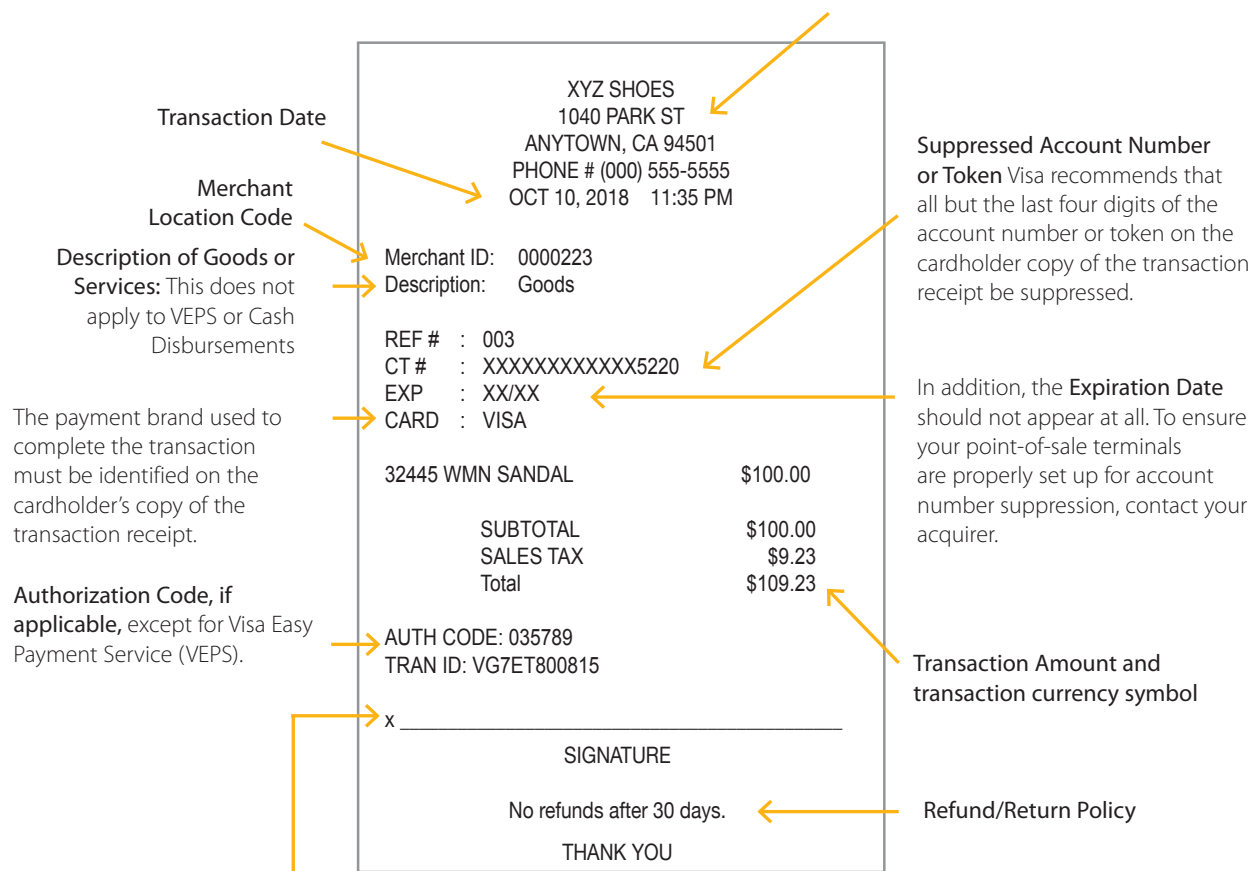 Transaction Date
Merchant
Location Code
Description of Goods or
Services: This does not
apply to VEPS or Cash
Disbursements
The payment brand used to
complete the transaction
must be identified on the
cardholder’s copy of the
transaction receipt.
Authorization Code, if
applicable, except for Visa Easy
Payment Service (VEPS).
XYZ SHOES
1040 PARK ST
ANYTOWN, CA 94501
PHONE # (000) 555-5555
OCT 10, 2018 11:35 PM
Merchant ID: 0000223
Description: Goods
REF # : 003
CT # : XXXXXXXXXXXX5220
EXP : XX/XX
CARD : VISA
32445 WMN SANDAL $100.00
SUBTOTAL $100.00
SALES TAX $9.23
Total $109.23
AUTH CODE: 035789
TRAN ID: VG7ET800815
x ____________________
SIGNATURE
No refunds after 30 days.
THANK YOU
Suppressed Account Number
or Token Visa recommends that
all but the last four digits of the
account number or token on the
cardholder copy of the transaction
receipt be suppressed.
In addition, the Expiration Date
should not appear at all. To ensure
your point-of-sale terminals
are properly set up for account
number suppression, contact your
acquirer.
Transaction Amount and
transaction currency symbol
Refund/Return Policy